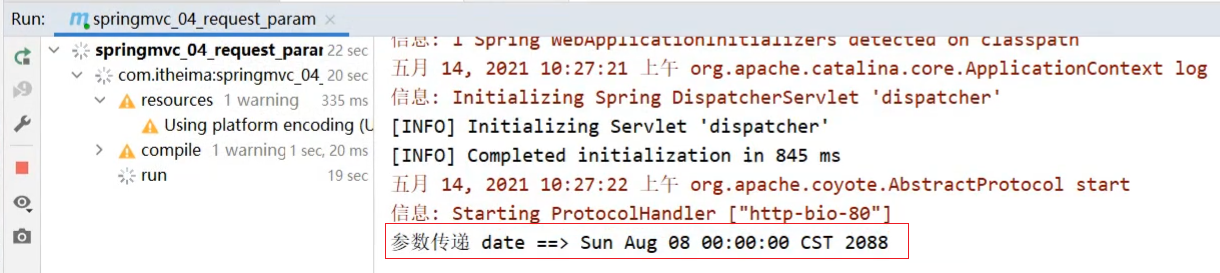 Run: springmvc_04_request_param ×
springmvc_04_request_param 22 sec
com.itheima:springmvc_04_ 20 sec
resources 1 warning 335 ms
Using platform encoding (U
compile 1 warning 1 sec, 20 ms
run 19 sec
信息: 1 Spring WebApplicationInitializers detected on classpath
五月 14, 2021 10:27:21 上午 org.apache.catalina.core.ApplicationContext log
信息: Initializing Spring DispatcherServlet 'dispatcher'
[INFO] Initializing Servlet 'dispatcher'
[INFO] Completed initialization in 845 ms
五月 14, 2021 10:27:22 上午 org.apache.coyote.AbstractProtocol start
信息: Starting ProtocolHandler ["http-bio-80"]
参数传递 date ==> Sun Aug 08 00:00:00 CST 2088